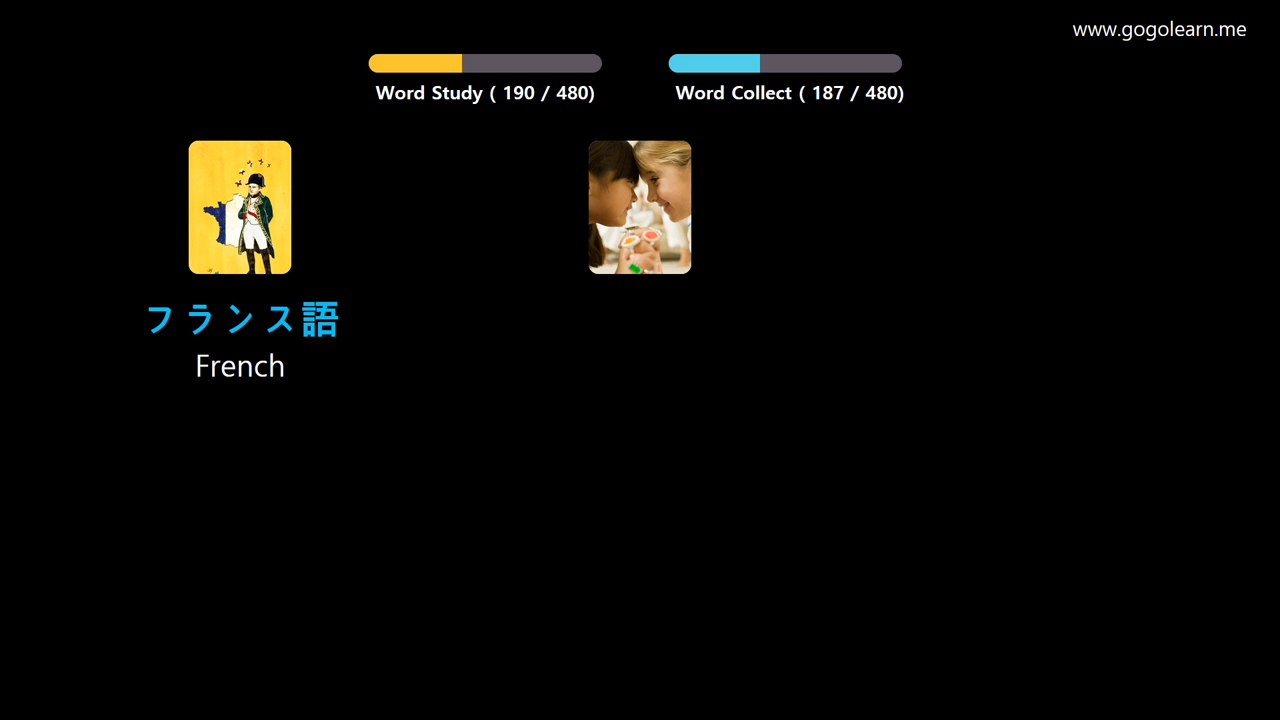 www.gogolearn.me
Word Study ( 190 / 480)
Word Collect ( 187 / 480)
フランス語
French